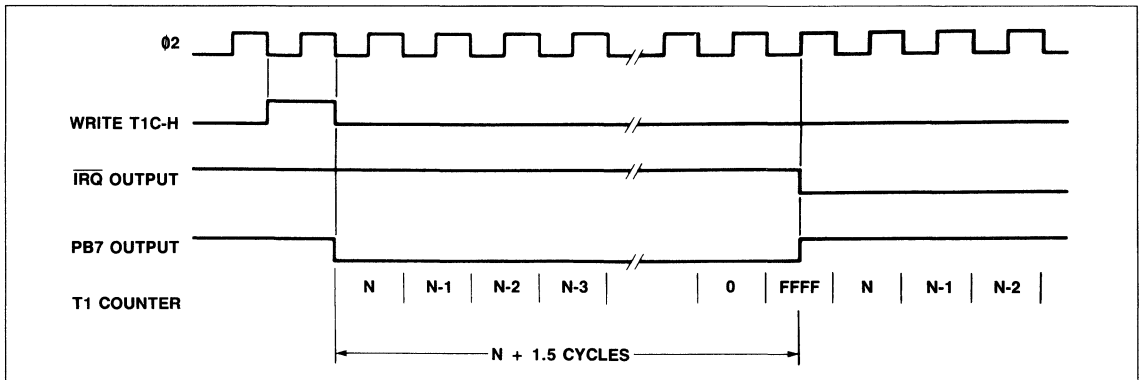 Φ2
WRITE T1C-H
IRQ OUTPUT
PB7 OUTPUT
T1 COUNTER
N N-1 N-2 N-3 0 FFFF N N-1 N-2
N + 1.5 CYCLES